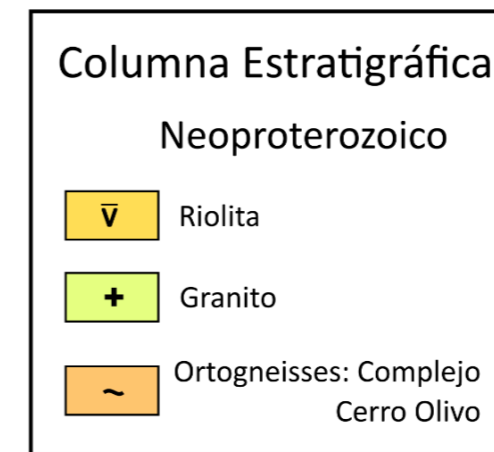 Columna Estratigráfica
Neoproterozoico
v̅ Riolita
+ Granito
~ Ortogneisses: Complejo
Cerro Olivo